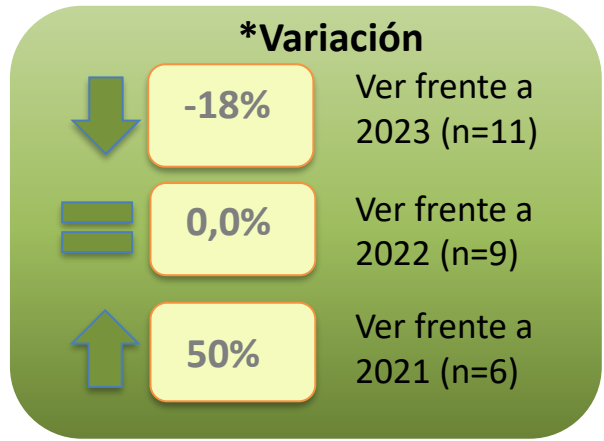 *Variación
-18%
Ver frente a
2023 (n=11)
0,0%
Ver frente a
2022 (n=9)
50%
Ver frente a
2021 (n=6)